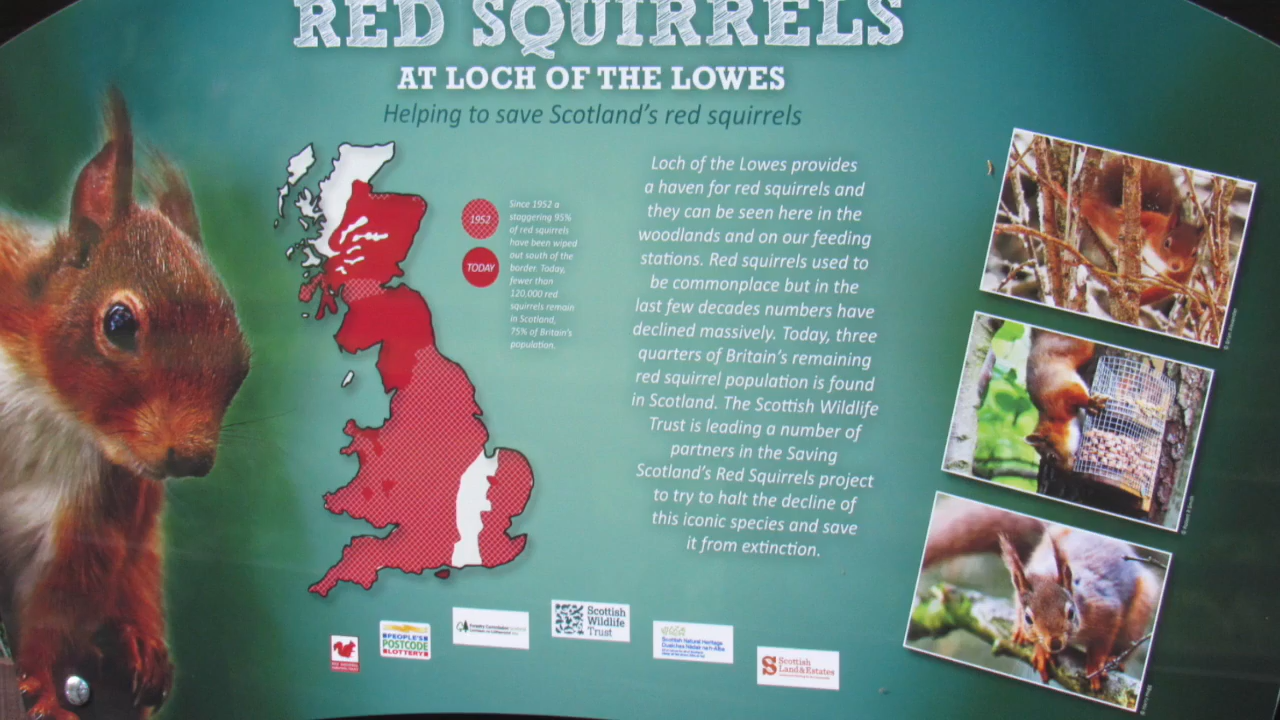 RED SQUIRRELS
AT LOCH OF THE LOWES
Helping to save Scotland's red squirrels
1952
TODAY
Since 1952 a
staggering 95%
of red squirrels
have been wiped
out south of the
border. Today,
fewer than
120,000 red
squirrels remain
in Scotland,
75% of Britain's
population.
Loch of the Lowes provides
a haven for red squirrels and
they can be seen here in the
woodlands and on our feeding
stations. Red squirrels used to
be commonplace but in the
last few decades numbers have
declined massively. Today, three
quarters of Britain's remaining
red squirrel population is found
in Scotland. The Scottish Wildlife
Trust is leading a number of
partners in the Saving
Scotland's Red Squirrels project
to try to halt the decline of
this iconic species and save
it from extinction.
PEOPLE'S
POSTCODE
LOTTERY
Forestry Commission
Scottish
Wildlife
Trust
Scottish Natural Heritage
Scottish
Land&Estates